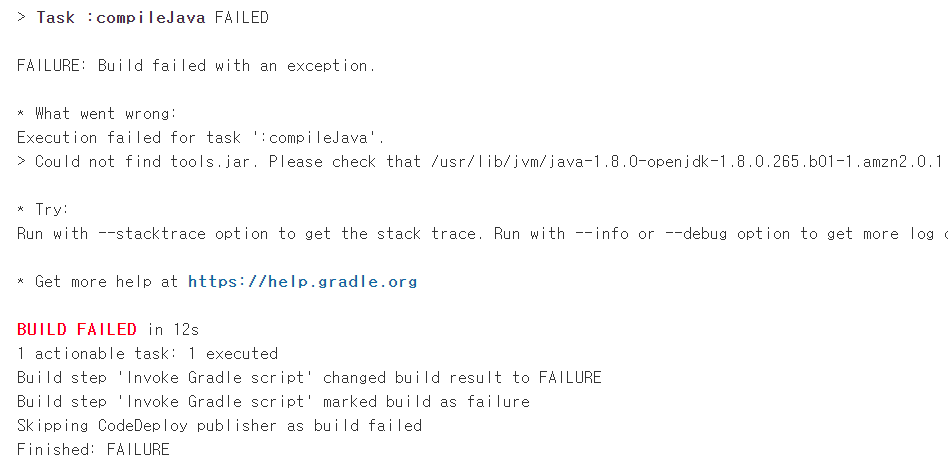 > Task :compileJava FAILED
FAILURE: Build failed with an exception.
* What went wrong:
Execution failed for task ':compileJava'.
> Could not find tools.jar. Please check that /usr/lib/jvm/java-1.8.0-openjdk-1.8.0.265.b01-1.amzn2.0.1
* Try:
Run with --stacktrace option to get the stack trace. Run with --info or --debug option to get more log
* Get more help at https://help.gradle.org
BUILD FAILED in 12s
1 actionable task: 1 executed
Build step 'Invoke Gradle script' changed build result to FAILURE
Build step 'Invoke Gradle script' marked build as failure
Skipping CodeDeploy publisher as build failed
Finished: FAILURE